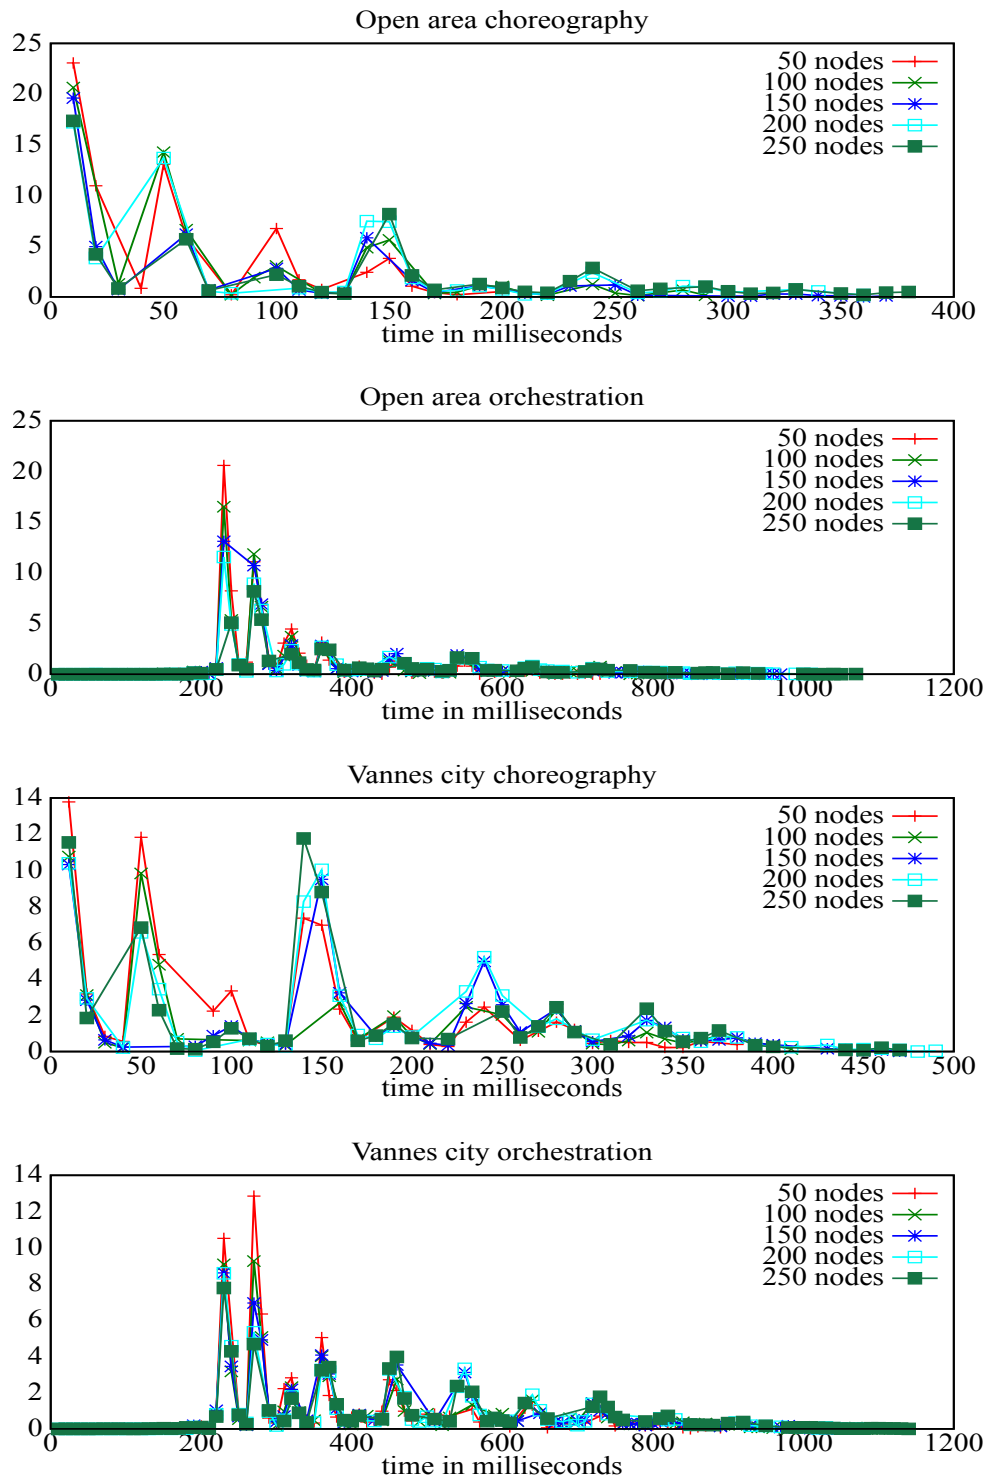 Open area choreography
25
20
15
10
5
0
50 nodes
100 nodes
150 nodes
200 nodes
250 nodes
0 50 100 150 200 250 300 350 400
time in milliseconds
Open area orchestration
25
20
15
10
5
0
50 nodes
100 nodes
150 nodes
200 nodes
250 nodes
0 200 400 600 800 1000 1200
time in milliseconds
Vannes city choreography
14
12
10
8
6
4
2
0
50 nodes
100 nodes
150 nodes
200 nodes
250 nodes
0 50 100 150 200 250 300 350 400 450 500
time in milliseconds
Vannes city orchestration
14
12
10
8
6
4
2
0
50 nodes
100 nodes
150 nodes
200 nodes
250 nodes
0 200 400 600 800 1000 1200
time in milliseconds